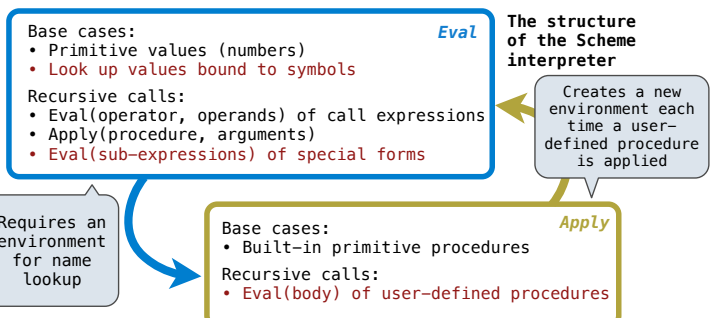 The structure
of the Scheme
interpreter
Eval
Base cases:
• Primitive values (numbers)
• Look up values bound to symbols
Recursive calls:
• Eval(operator, operands) of call expressions
• Apply(procedure, arguments)
• Eval(sub-expressions) of special forms
Creates a new
environment each
time a user-
defined procedure
is applied
Requires an
environment
for name
lookup
Apply
Base cases:
• Built-in primitive procedures
Recursive calls:
• Eval(body) of user-defined procedures